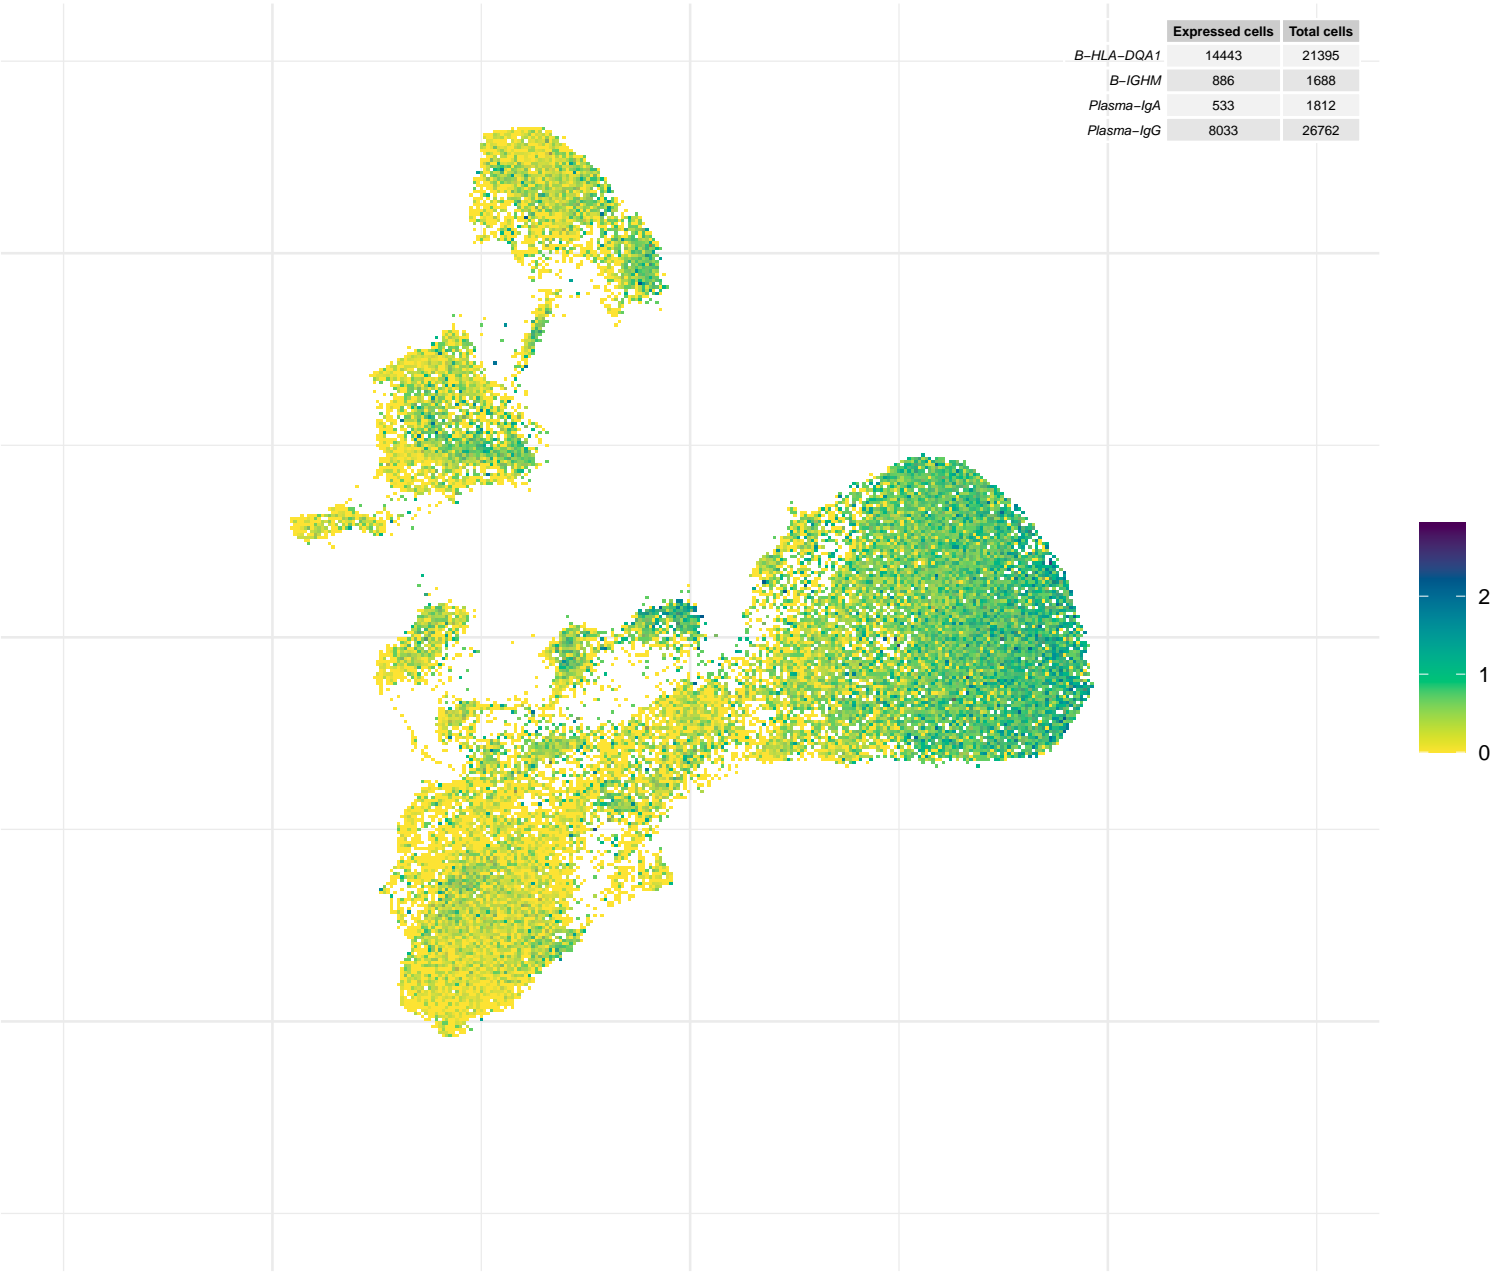 Expressed cells Total cells
B−HLA−DQA1 14443 21395
B−IGHM 886 1688
Plasma−IgA 533 1812
Plasma−IgG 8033 26762
2
1
0